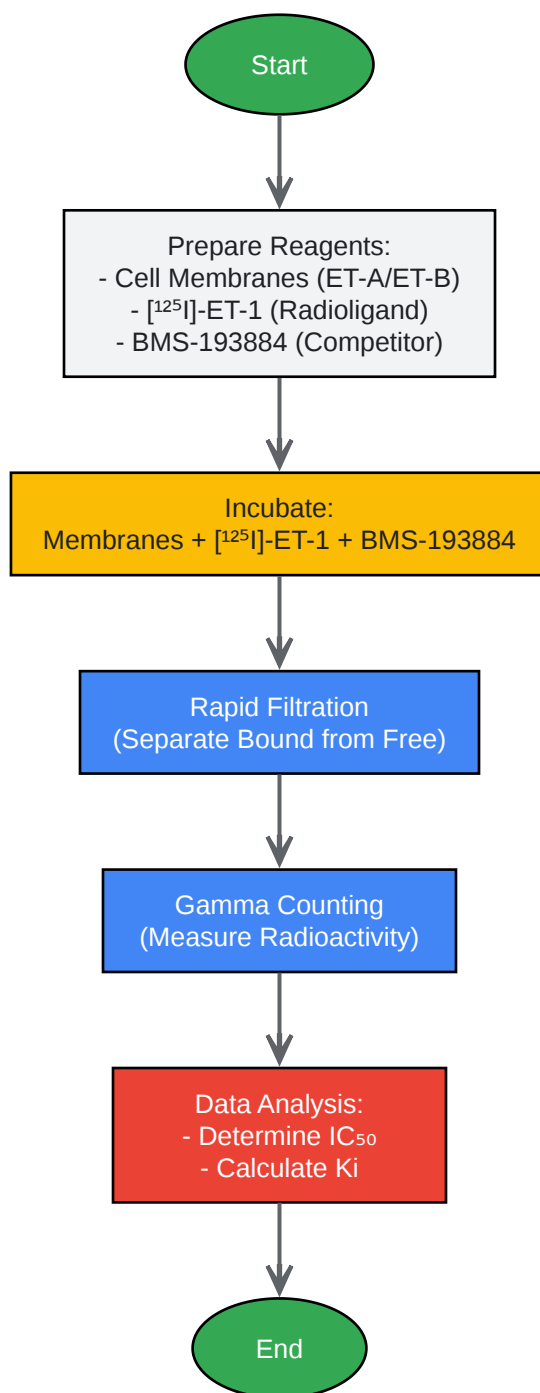 Start
Prepare Reagents:
- Cell Membranes (ET-A/ET-B)
- [¹²⁵I]-ET-1 (Radioligand)
- BMS-193884 (Competitor)
Incubate:
Membranes + [¹²⁵I]-ET-1 + BMS-193884
Rapid Filtration
(Separate Bound from Free)
Gamma Counting
(Measure Radioactivity)
Data Analysis:
- Determine IC₅₀
- Calculate Ki
End